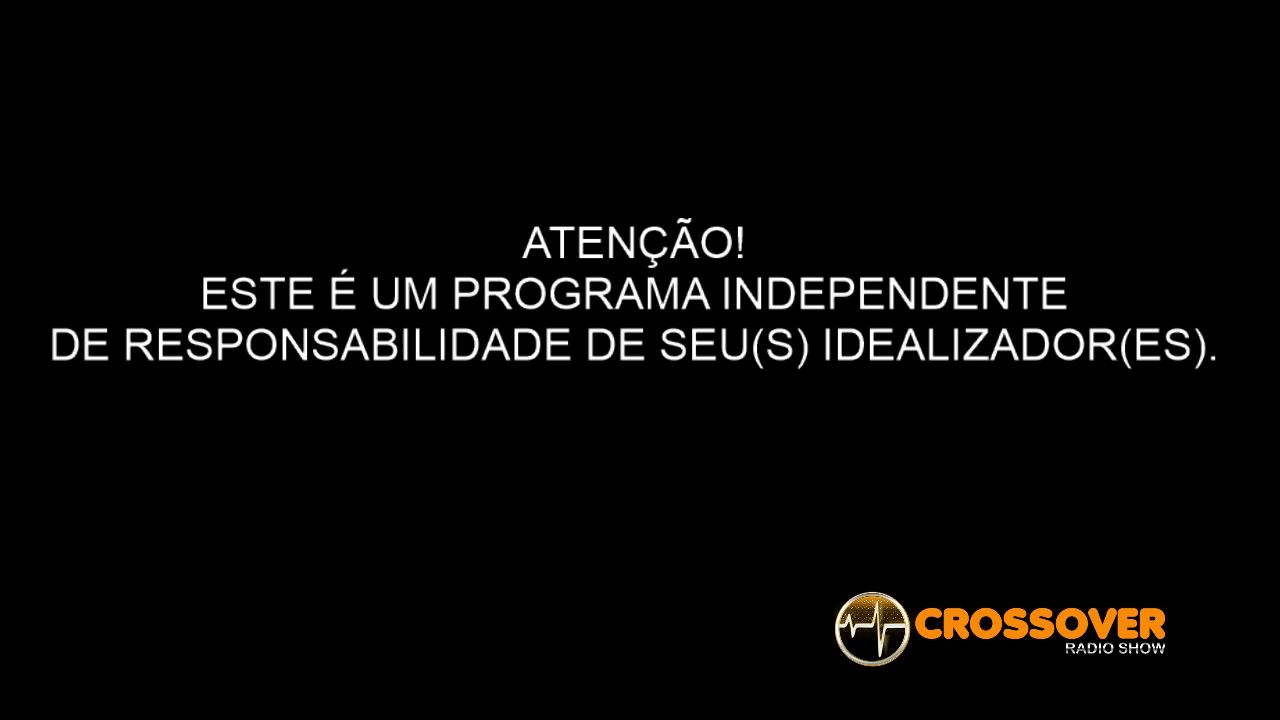 ATENÇÃO!
ESTE É UM PROGRAMA INDEPENDENTE
DE RESPONSABILIDADE DE SEU(S) IDEALIZADOR(ES).
CROSSOVER
RADIO SHOW